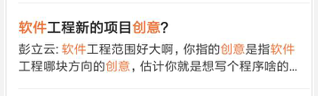 软件工程新的项目创意?
彭立云: 软件工程范围好大啊, 你指的创意是指软件
工程哪块方向的创意, 估计你就是想写个程序啥的...